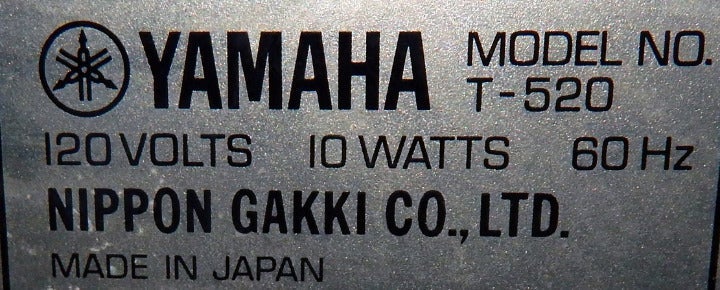 YAMAHA MODEL NO.
T-520
120 VOLTS 10 WATTS 60 Hz
NIPPON GAKKI CO., LTD.
MADE IN JAPAN